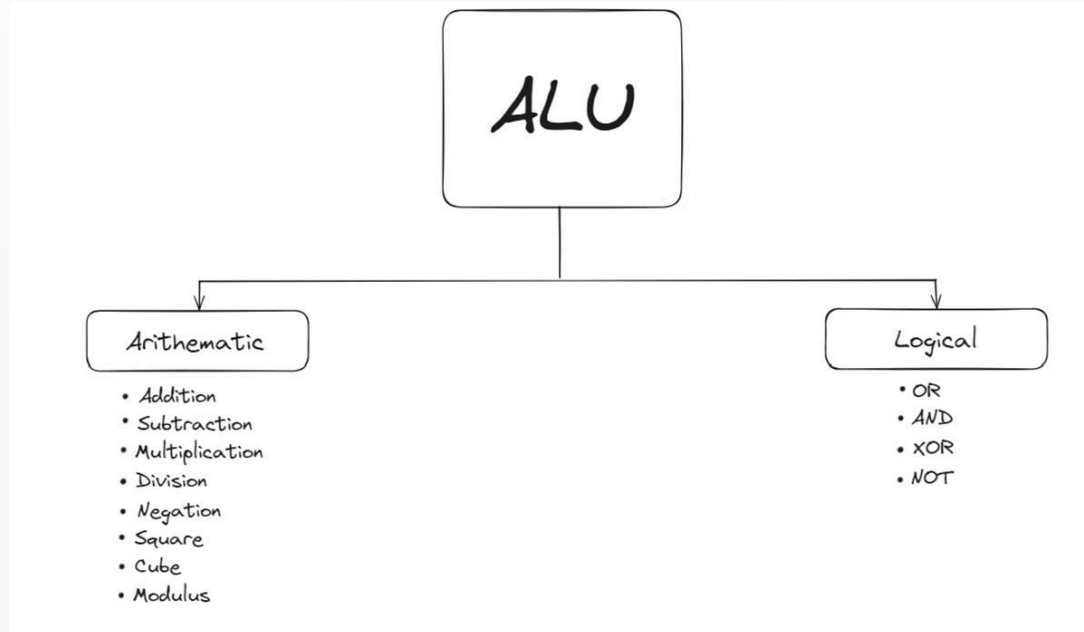 ALU
Arithematic
• Addition
• Subtraction
• Multiplication
• Division
• Negation
• Square
• Cube
• Modulus
Logical
• OR
• AND
• XOR
• NOT